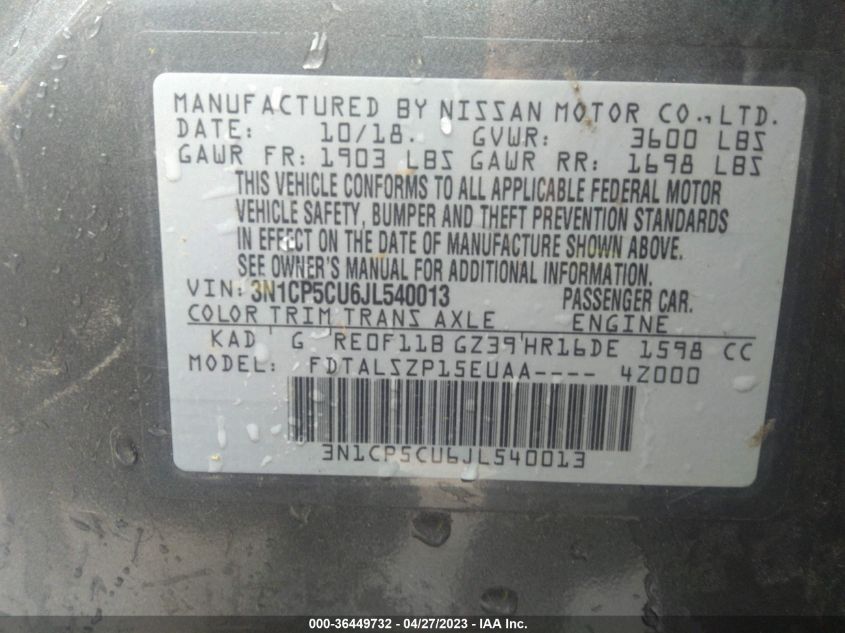 MANUFACTURED BY NISSAN MOTOR CO.,LTD.
DATE: 10/18. GVWR: 3600 LBS
GAWR FR: 1903 LBS GAWR RR: 1698 LBS
THIS VEHICLE CONFORMS TO ALL APPLICABLE FEDERAL MOTOR
VEHICLE SAFETY, BUMPER AND THEFT PREVENTION STANDARDS
IN EFFECT ON THE DATE OF MANUFACTURE SHOWN ABOVE.
SEE OWNER'S MANUAL FOR ADDITIONAL INFORMATION.
VIN: 3N1CP5CU6JL540013 PASSENGER CAR.
COLOR TRIM TRANS AXLE ENGINE
KAD G RE0F11B GZ39 HR16DE 1598 CC
MODEL: FDTALSZP15EUAA---- 4Z000
3N1CP5CU6JL540013
000-36449732 - 04/27/2023 - IAA Inc.